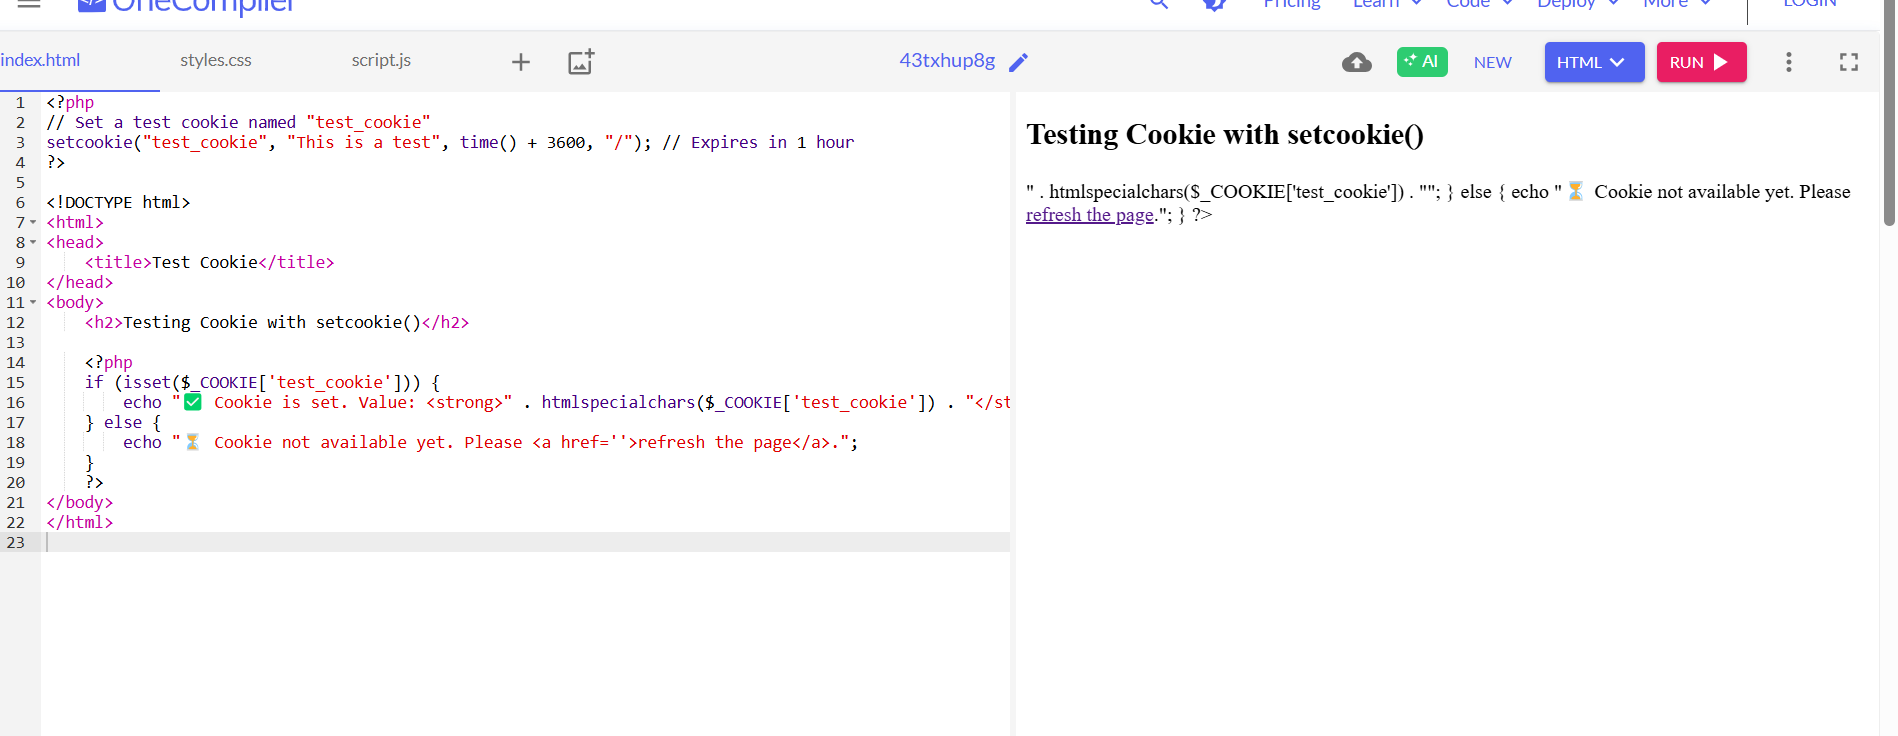 OneCompiler
Pricing Learn Code Deploy More LOGIN
index.html styles.css script.js 43txhup8g AI NEW HTML RUN
1 <?php
2 // Set a test cookie named "test_cookie"
3 setcookie("test_cookie", "This is a test", time() + 3600, "/"); // Expires in 1 hour
4 ?>
5
6 <!DOCTYPE html>
7 <html>
8 <head>
9     <title>Test Cookie</title>
10 </head>
11 <body>
12     <h2>Testing Cookie with setcookie()</h2>
13
14     <?php
15     if (isset($_COOKIE['test_cookie'])) {
16         echo "✅ Cookie is set. Value: <strong>" . htmlspecialchars($_COOKIE['test_cookie']) . "</st
17     } else {
18         echo "⏳ Cookie not available yet. Please <a href=''>refresh the page</a>.";
19     }
20     ?>
21 </body>
22 </html>
23
Testing Cookie with setcookie()
" . htmlspecialchars($_COOKIE['test_cookie']) . ""; } else { echo "⏳ Cookie not available yet. Please
refresh the page."; } ?>